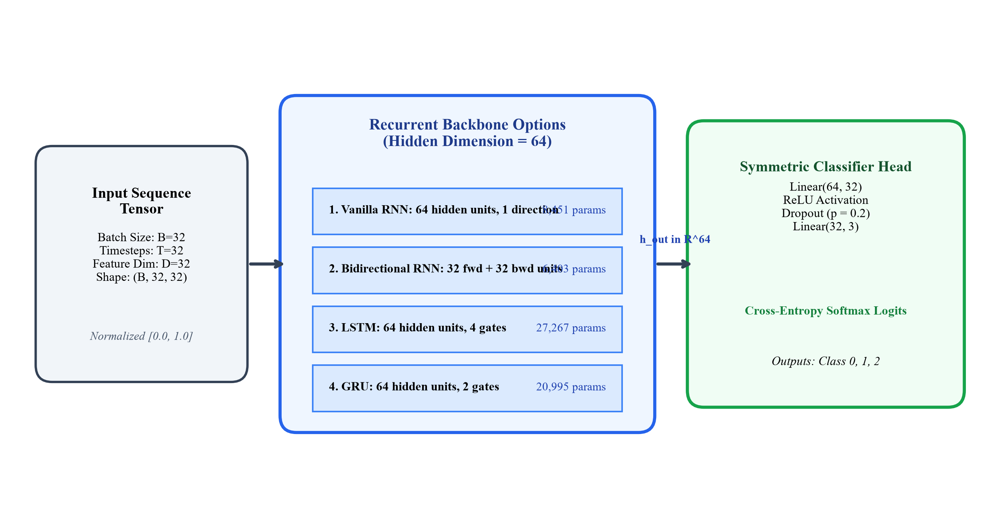 Input Sequence
Tensor
Batch Size: B=32
Timesteps: T=32
Feature Dim: D=32
Shape: (B, 32, 32)
Normalized [0.0, 1.0]
Recurrent Backbone Options
(Hidden Dimension = 64)
1. Vanilla RNN: 64 hidden units, 1 direction 8,451 params
2. Bidirectional RNN: 32 fwd + 32 bwd units 6,403 params
3. LSTM: 64 hidden units, 4 gates 27,267 params
4. GRU: 64 hidden units, 2 gates 20,995 params
h_out in R^64
Symmetric Classifier Head
Linear(64, 32)
ReLU Activation
Dropout (p = 0.2)
Linear(32, 3)
Cross-Entropy Softmax Logits
Outputs: Class 0, 1, 2